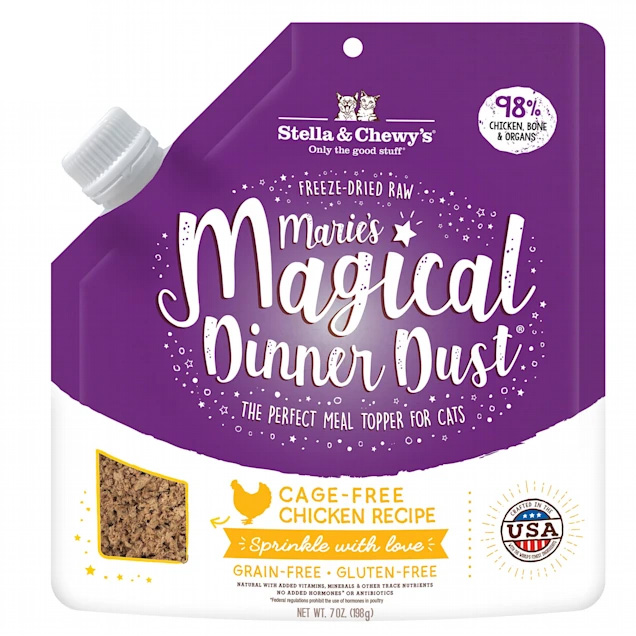 98%
CHICKEN, BONE
& ORGANS
Stella & Chewy's®
Only the good stuff®
FREEZE-DRIED RAW
Marie's
Magical
Dinner Dust®
THE PERFECT MEAL TOPPER FOR CATS
CAGE-FREE
CHICKEN RECIPE
Sprinkle with love
GRAIN-FREE • GLUTEN-FREE
NATURAL WITH ADDED VITAMINS, MINERALS & OTHER TRACE NUTRIENTS
NO ADDED HORMONES* OR ANTIBIOTICS
*Federal regulations prohibit the use of hormones in poultry
NET WT. 7 OZ. (198g)
CRAFTED IN THE
USA